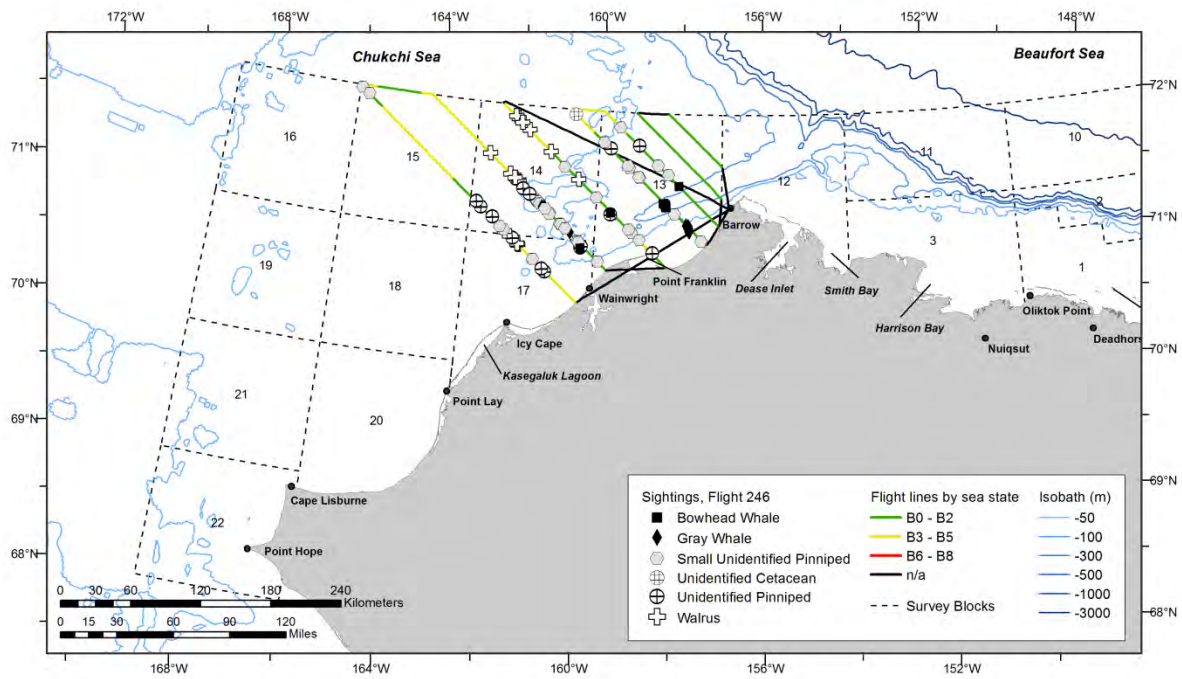 172°W 168°W 164°W 160°W 156°W 152°W 148°W
Chukchi Sea
Beaufort Sea
72°N
71°N
70°N
69°N
68°N
72°N
71°N
70°N
69°N
68°N
16
15
14
13
12
11
10
2
3
1
19
18
17
21
20
22
Barrow
Point Franklin
Dease Inlet
Smith Bay
Harrison Bay
Oliktok Point
Nuiqsut
Deadhors
Wainwright
Icy Cape
Kasegaluk Lagoon
Point Lay
Cape Lisburne
Point Hope
0 30 60 120 180 240
Kilometers
0 15 30 60 90 120
Miles
Sightings, Flight 246
Bowhead Whale
Gray Whale
Small Unidentified Pinniped
Unidentified Cetacean
Unidentified Pinniped
Walrus
Flight lines by sea state
B0 - B2
B3 - B5
B6 - B8
n/a
Survey Blocks
Isobath (m)
-50
-100
-300
-500
-1000
-3000
168°W 164°W 160°W 156°W 152°W